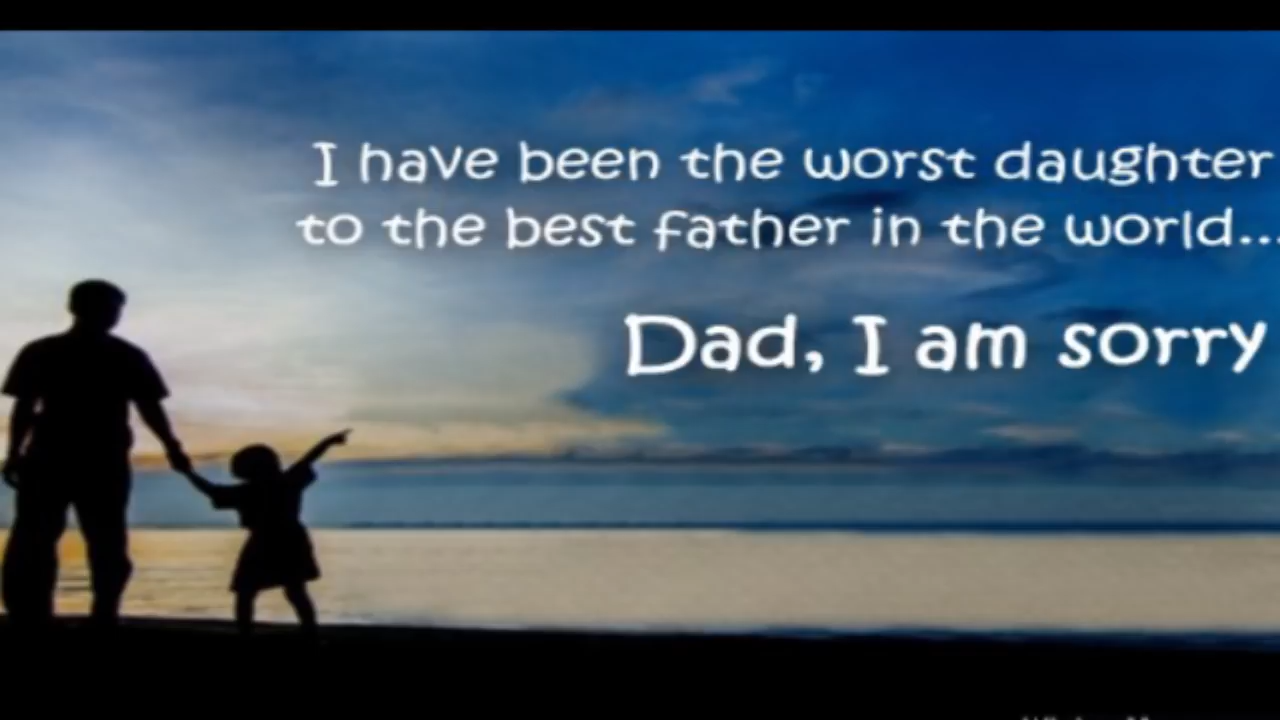 I have been the worst daughter
to the best father in the world...
Dad, I am sorry